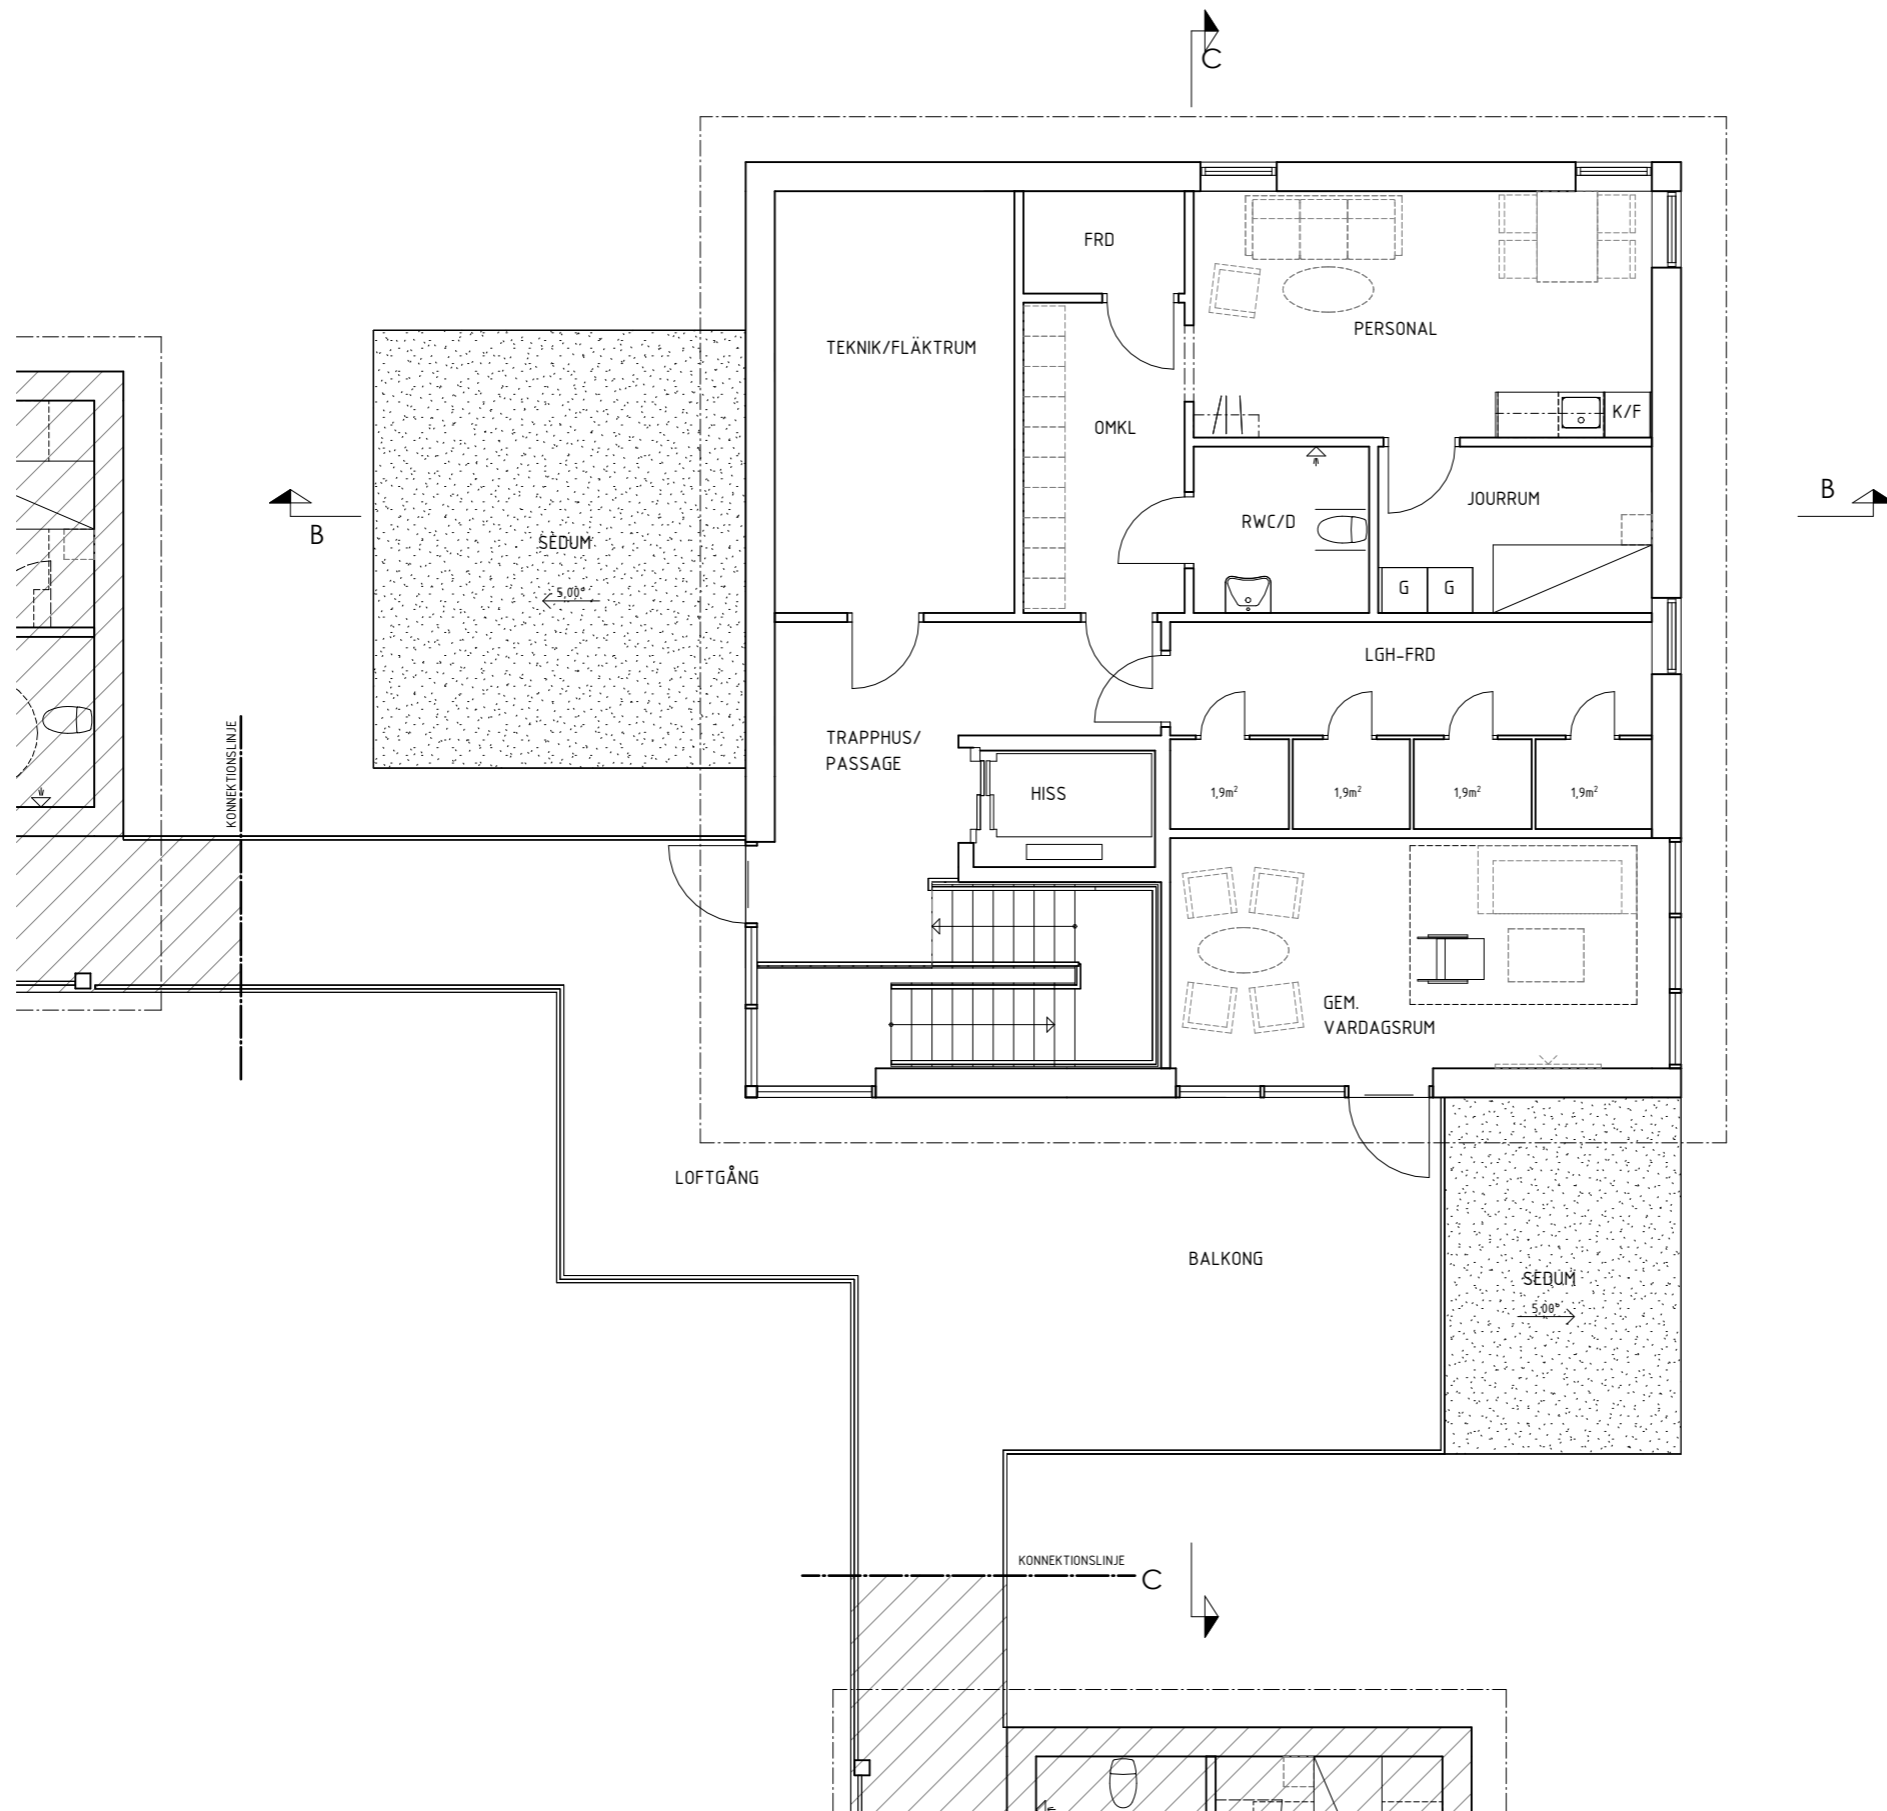 C
FRD
PERSONAL
TEKNIK/FLÄKTRUM
K/F
OMKL
JOURRUM
B
B
RWC/D
SEDUM
5,00°
G
G
LGH-FRD
KONNEKTIONSLINJE
TRAPPHUS/
PASSAGE
HISS
1,9m²
1,9m²
1,9m²
1,9m²
GEM.
VARDAGSRUM
LOFTGÅNG
BALKONG
SEDUM
5,00°
KONNEKTIONSLINJE
C